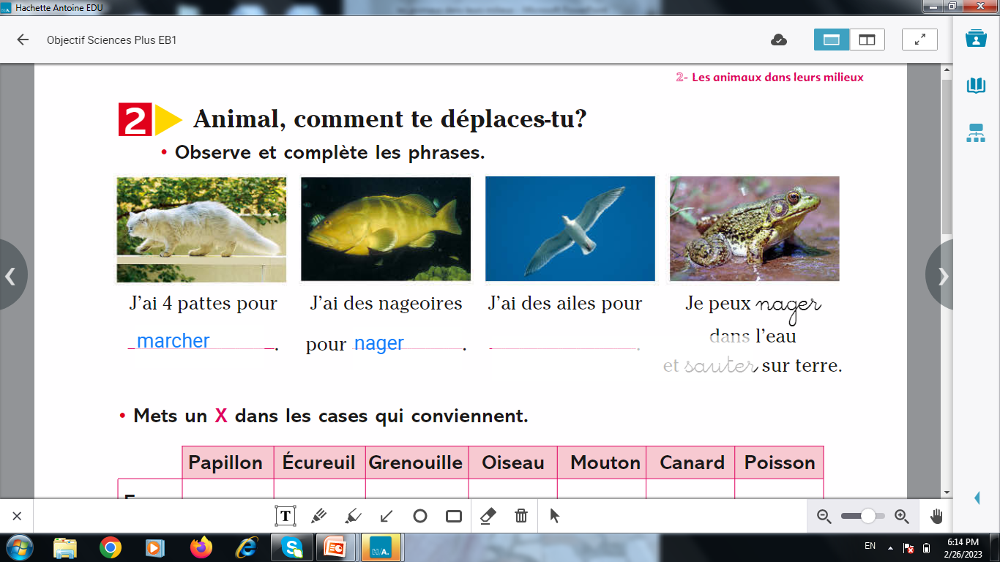 Hachette Antoine EDU
Objectif Sciences Plus EB1
2- Les animaux dans leurs milieux
2 Animal, comment te déplaces-tu?
• Observe et complète les phrases.
J'ai 4 pattes pour
marcher .
J'ai des nageoires
pour nager .
J'ai des ailes pour
.
Je peux nager
dans l'eau
et sauter sur terre.
• Mets un X dans les cases qui conviennent.
Papillon Écureuil Grenouille Oiseau Mouton Canard Poisson
T
H/A.
EN
6:14 PM
2/26/2023